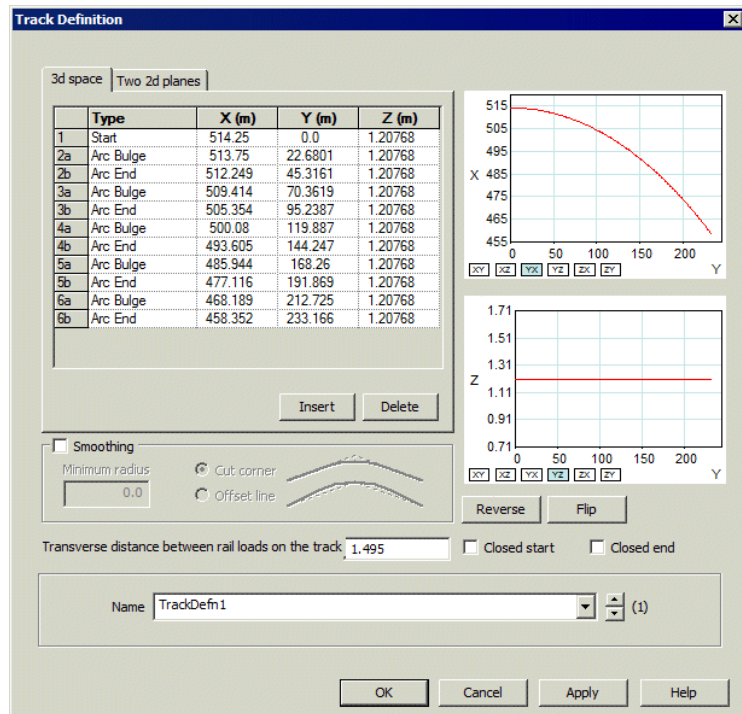 Track Definition
3d space Two 2d planes
Type X (m) Y (m) Z (m)
1 Start 514.25 0.0 1.20768
2a Arc Bulge 513.75 22.6801 1.20768
2b Arc End 512.249 45.3161 1.20768
3a Arc Bulge 509.414 70.3619 1.20768
3b Arc End 505.354 95.2387 1.20768
4a Arc Bulge 500.08 119.887 1.20768
4b Arc End 493.605 144.247 1.20768
5a Arc Bulge 485.944 168.26 1.20768
5b Arc End 477.116 191.869 1.20768
6a Arc Bulge 468.189 212.725 1.20768
6b Arc End 458.352 233.166 1.20768
Insert Delete
515
505
495
X 485
475
465
455
0 50 100 150 200
XY XZ YX YZ ZX ZY Y
1.71
1.51
1.31
Z 1.11
0.91
0.71
0 50 100 150 200
XY XZ YX YZ ZX ZY Y
Smoothing
Minimum radius
0.0
Cut corner
Offset line
Reverse Flip
Transverse distance between rail loads on the track 1.495
Closed start Closed end
Name TrackDefn1 (1)
OK Cancel Apply Help